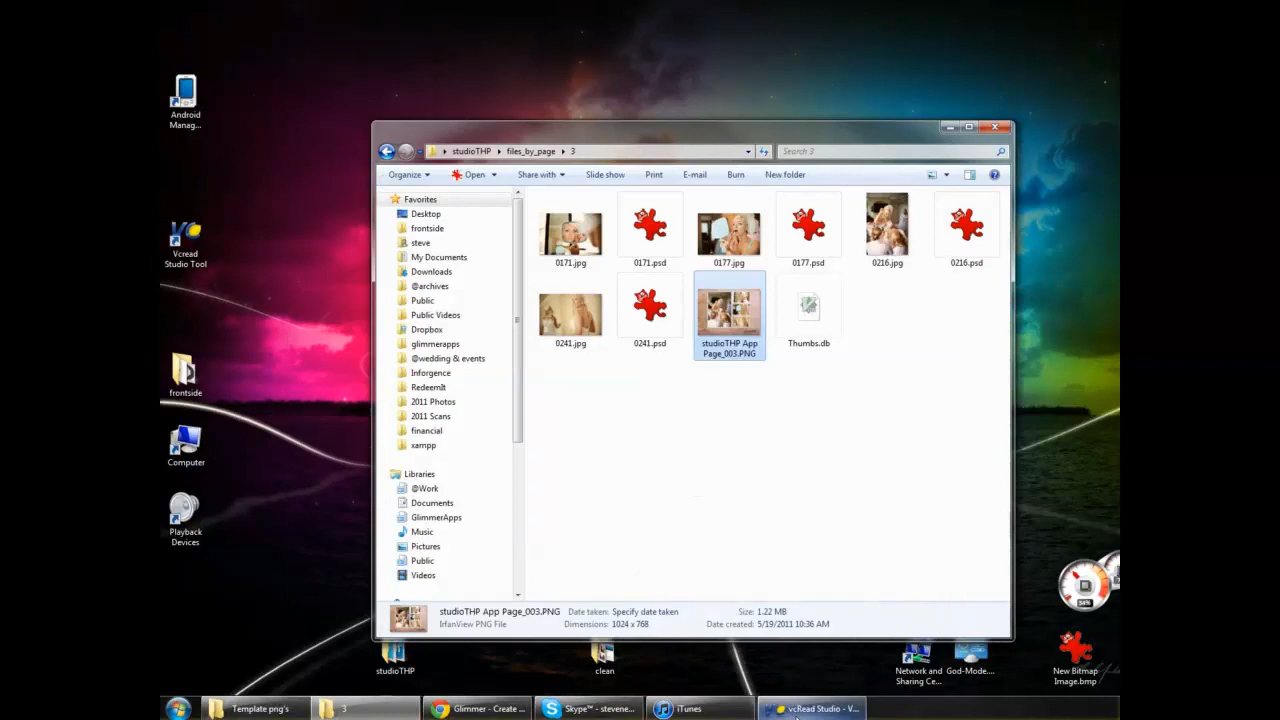 Android
Manag...
Vcread
Studio Tool
frontside
Computer
Playback
Devices
studioTHP
files_by_page
3
Search 3
Organize
Open
Share with
Slide show
Print
E-mail
Burn
New folder
Favorites
Desktop
frontside
steve
My Documents
Downloads
@archives
Public
Public Videos
Dropbox
glimmerapps
@wedding & events
Inforgence
RedeemIt
2011 Photos
2011 Scans
financial
xampp
Libraries
@Work
Documents
GlimmerApps
Music
Pictures
Public
Videos
0171.jpg
0171.psd
0177.jpg
0177.psd
0216.jpg
0216.psd
0241.jpg
0241.psd
studioTHP App
Page_003.PNG
Thumbs.db
studioTHP App Page_003.PNG
Date taken: Specify date taken
Size: 1.22 MB
IrfanView PNG File
Dimensions: 1024 x 768
Date created: 5/19/2011 10:36 AM
84%
studioTHP
clean
Network and
Sharing Ce...
God-Mode....
New Bitmap
Image.bmp
Template png's
3
Glimmer - Create ...
Skype™ - stevene...
iTunes
vcRead Studio - V...